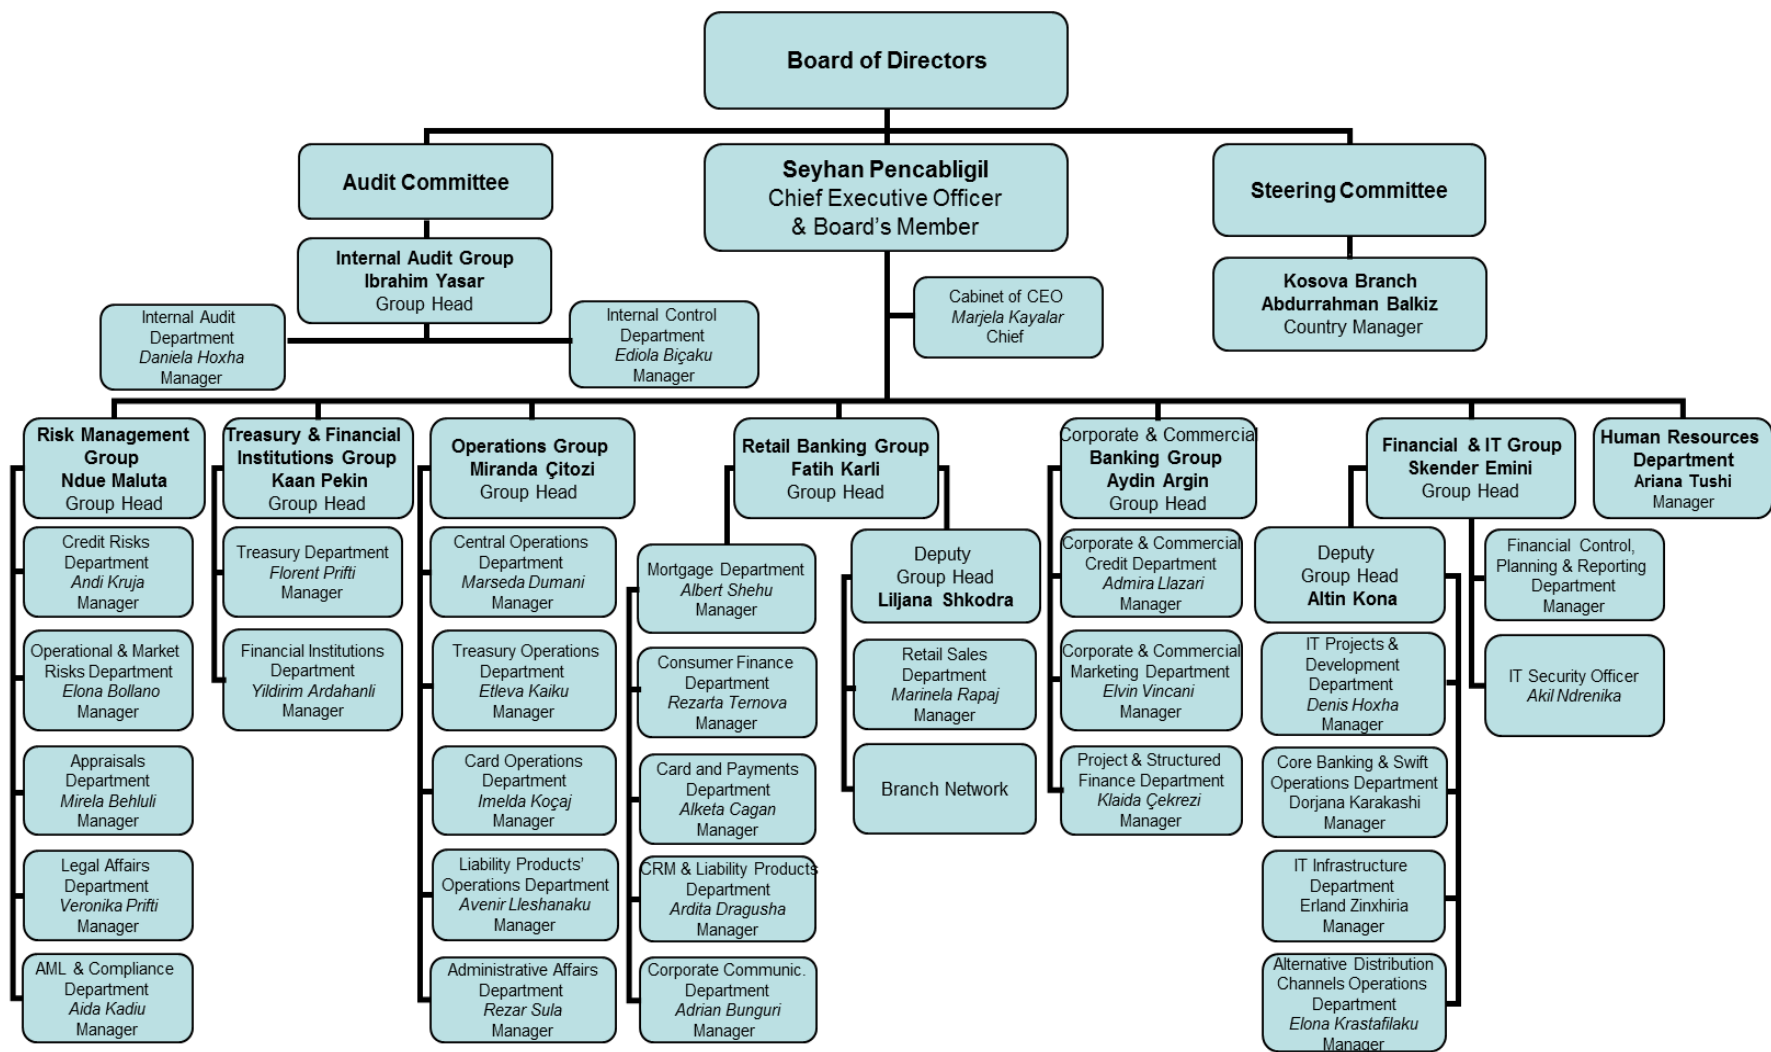 Board of Directors
Audit Committee
Seyhan Pencabligil
Chief Executive Officer
& Board's Member
Steering Committee
Internal Audit Group
Ibrahim Yasar
Group Head
Kosova Branch
Abdurrahman Balkiz
Country Manager
Cabinet of CEO
Marjela Kayalar
Chief
Internal Audit
Department
Daniela Hoxha
Manager
Internal Control
Department
Ediola Biçaku
Manager
Risk Management
Group
Ndue Maluta
Group Head
Treasury & Financial
Institutions Group
Kaan Pekin
Group Head
Operations Group
Miranda Çitozi
Group Head
Retail Banking Group
Fatih Karli
Group Head
Corporate & Commercial
Banking Group
Aydin Argin
Group Head
Financial & IT Group
Skender Emini
Group Head
Human Resources
Department
Ariana Tushi
Manager
Credit Risks
Department
Andi Kruja
Manager
Operational & Market
Risks Department
Elona Bollano
Manager
Appraisals
Department
Mirela Behluli
Manager
Legal Affairs
Department
Veronika Prifti
Manager
AML & Compliance
Department
Aida Kadiu
Manager
Treasury Department
Florent Prifti
Manager
Financial Institutions
Department
Yildirim Ardahanli
Manager
Central Operations
Department
Marseda Dumani
Manager
Treasury Operations
Department
Etleva Kaiku
Manager
Card Operations
Department
Imelda Koçaj
Manager
Liability Products'
Operations Department
Avenir Lleshanaku
Manager
Administrative Affairs
Department
Rezar Sula
Manager
Mortgage Department
Albert Shehu
Manager
Consumer Finance
Department
Rezarta Ternova
Manager
Card and Payments
Department
Alketa Cagan
Manager
CRM & Liability Products
Department
Ardita Dragusha
Manager
Corporate Communic.
Department
Adrian Bunguri
Manager
Deputy
Group Head
Liljana Shkodra
Retail Sales
Department
Marinela Rapaj
Manager
Branch Network
Corporate & Commercial
Credit Department
Admira Llazari
Manager
Corporate & Commercial
Marketing Department
Elvin Vincani
Manager
Project & Structured
Finance Department
Klaida Çekrezi
Manager
Deputy
Group Head
Altin Kona
IT Projects &
Development
Department
Denis Hoxha
Manager
Core Banking & Swift
Operations Department
Dorjana Karakashi
Manager
IT Infrastructure
Department
Erland Zinxhiria
Manager
Alternative Distribution
Channels Operations
Department
Elona Krastafilaku
Manager
Financial Control,
Planning & Reporting
Department
Manager
IT Security Officer
Akil Ndrenika